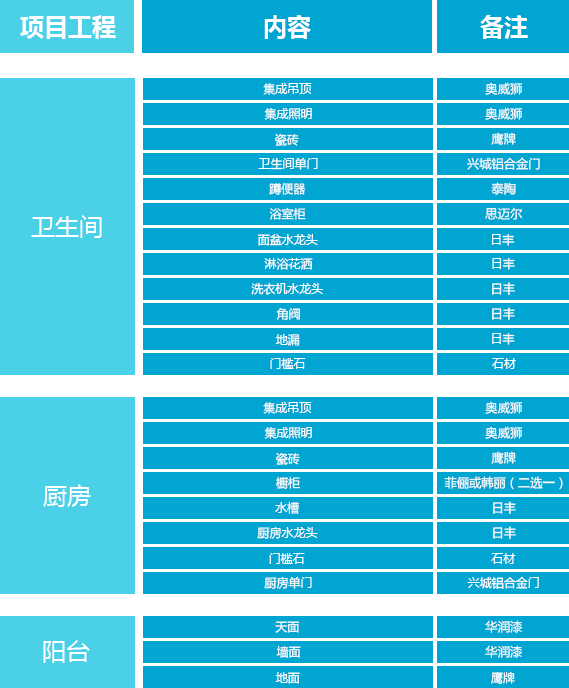 项目工程 内容 备注
卫生间
集成吊顶 奥威狮
集成照明 奥威狮
瓷砖 鹰牌
卫生间单门 兴城铝合金门
蹲便器 泰陶
浴室柜 思迈尔
面盆水龙头 日丰
淋浴花洒 日丰
洗衣机水龙头 日丰
角阀 日丰
地漏 日丰
门槛石 石材
厨房
集成吊顶 奥威狮
集成照明 奥威狮
瓷砖 鹰牌
橱柜 菲俪或韩丽（二选一）
水槽 日丰
厨房水龙头 日丰
门槛石 石材
厨房单门 兴城铝合金门
阳台
天面 华润漆
墙面 华润漆
地面 鹰牌